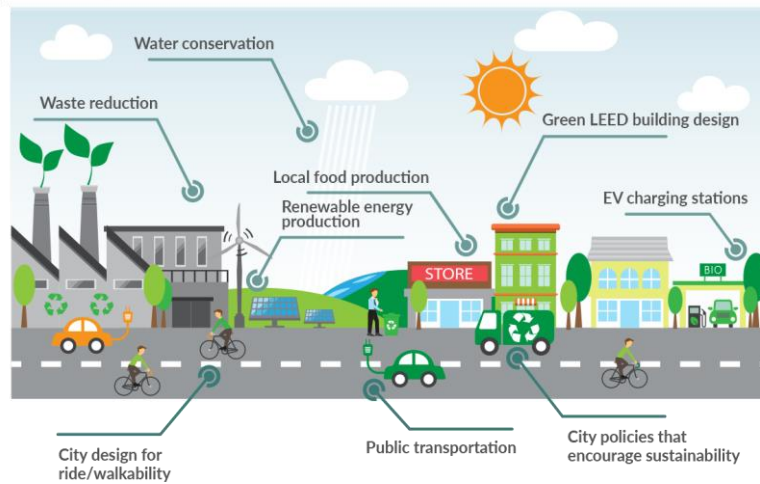 Water conservation
Waste reduction
Green LEED building design
Local food production
Renewable energy
production
EV charging stations
STORE
BIO
City design for
ride/walkability
Public transportation
City policies that
encourage sustainability